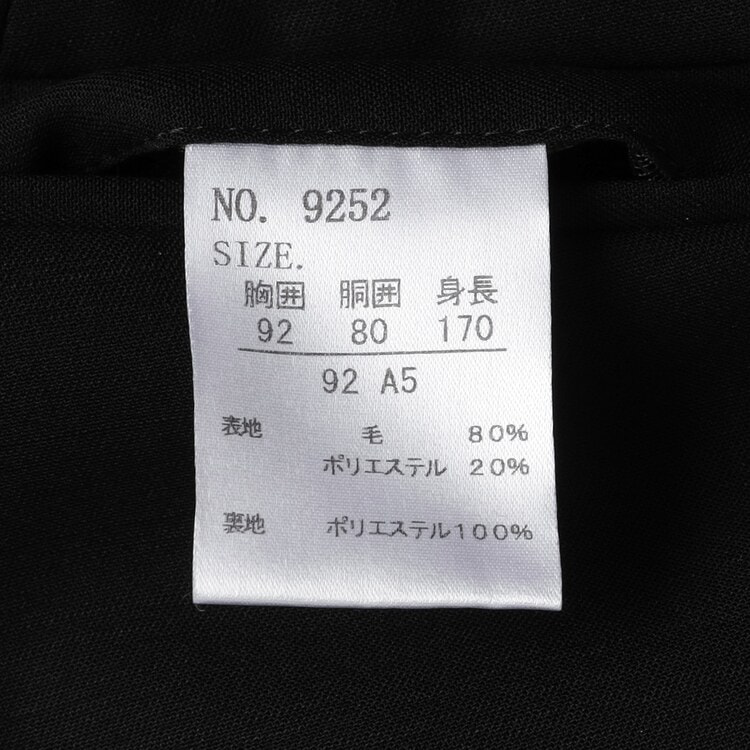 NO. 9252
SIZE.
胸囲 胴囲 身長
92 80 170
92 A5
表地 毛 80%
ポリエステル 20%
裏地 ポリエステル100%